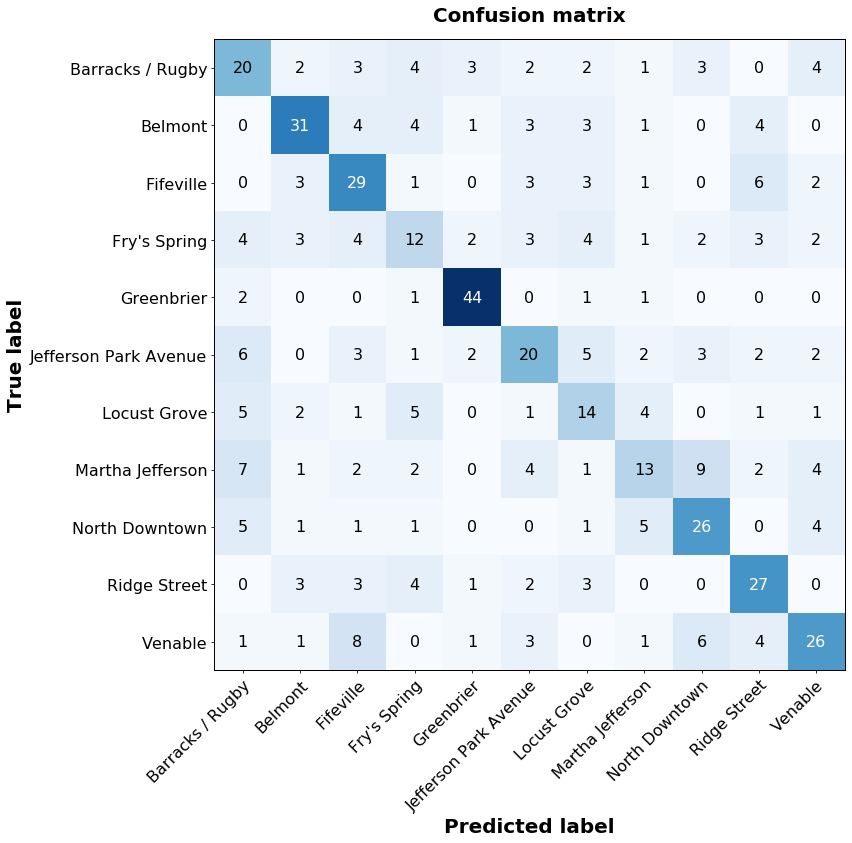 Confusion matrix
Barracks / Rugby 20 2 3 4 3 2 2 1 3 0 4
Belmont 0 31 4 4 1 3 3 1 0 4 0
Fifeville 0 3 29 1 0 3 3 1 0 6 2
Fry's Spring 4 3 4 12 2 3 4 1 2 3 2
Greenbrier 2 0 0 1 44 0 1 1 0 0 0
Jefferson Park Avenue 6 0 3 1 2 20 5 2 3 2 2
Locust Grove 5 2 1 5 0 1 14 4 0 1 1
Martha Jefferson 7 1 2 2 0 4 1 13 9 2 4
North Downtown 5 1 1 1 0 0 1 5 26 0 4
Ridge Street 0 3 3 4 1 2 3 0 0 27 0
Venable 1 1 8 0 1 3 0 1 6 4 26
True label
Barracks / Rugby
Belmont
Fifeville
Fry's Spring
Greenbrier
Jefferson Park Avenue
Locust Grove
Martha Jefferson
North Downtown
Ridge Street
Venable
Predicted label